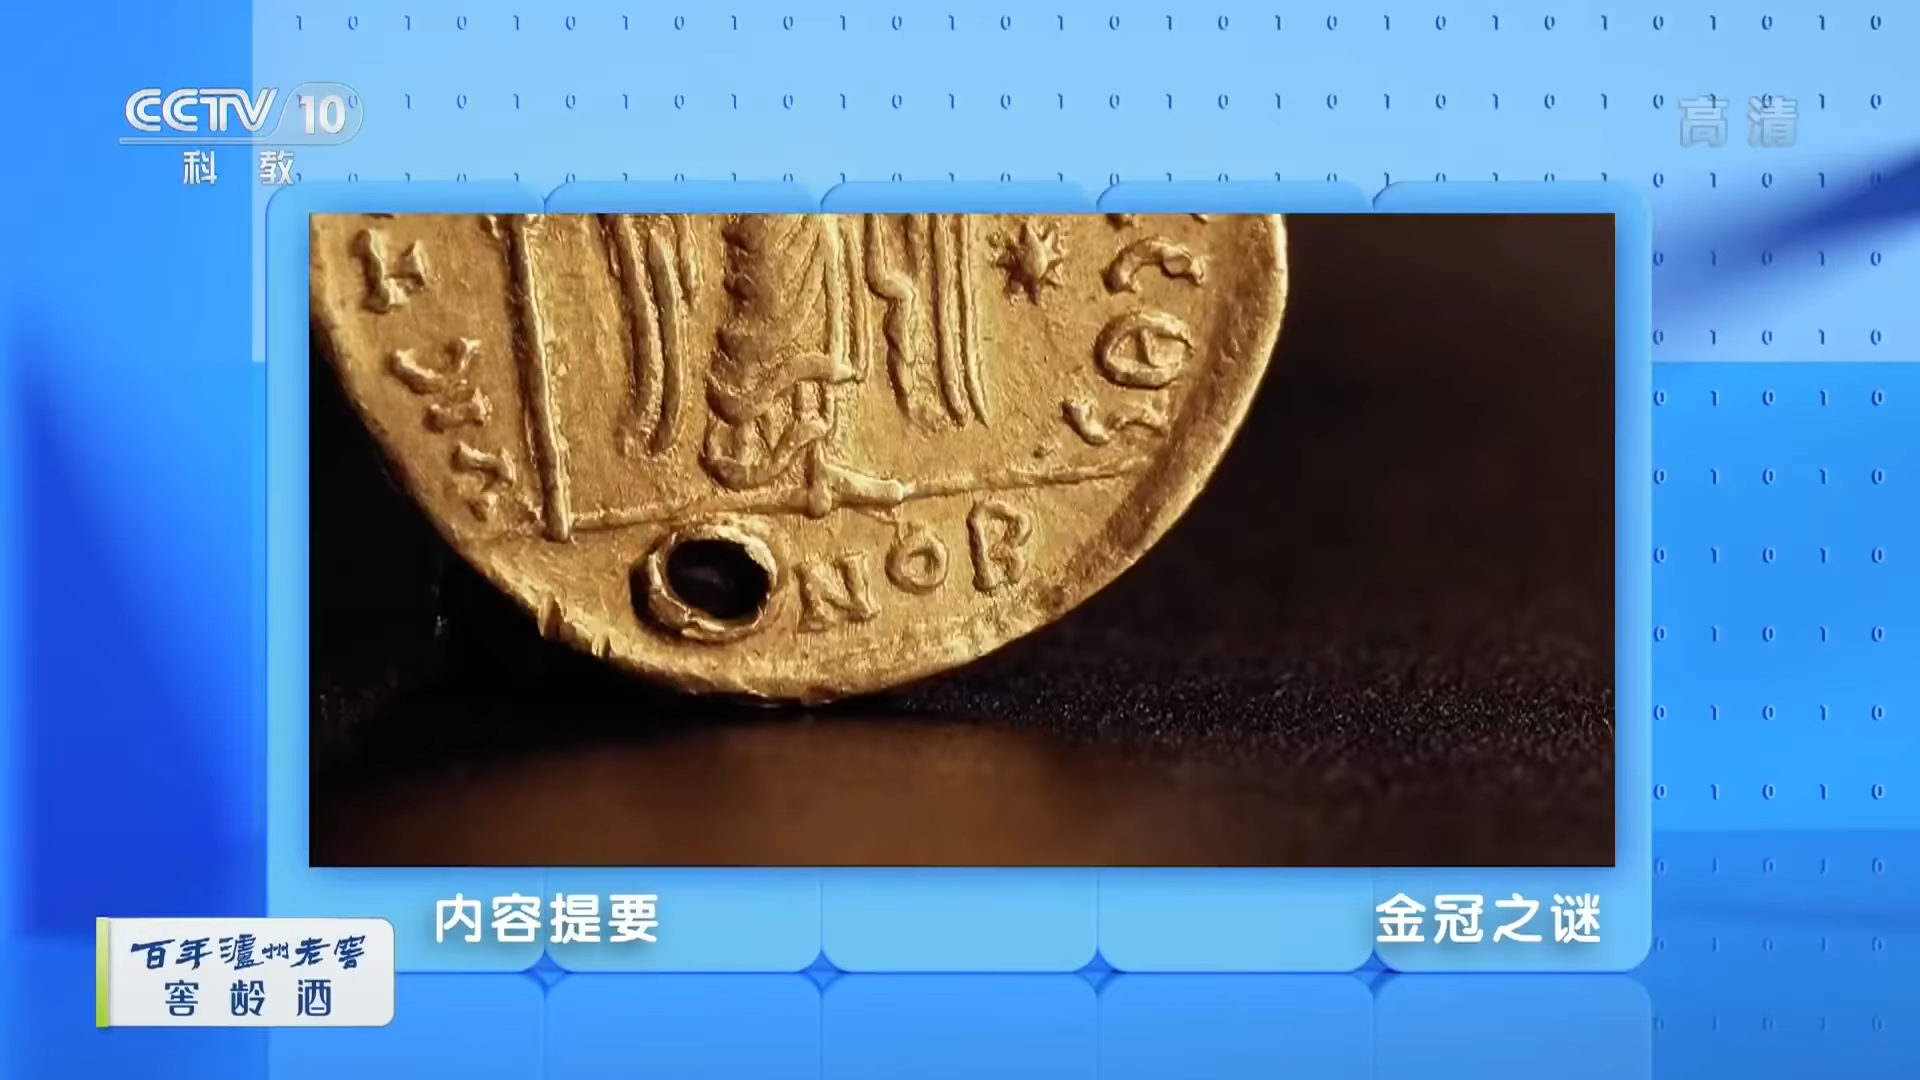 CCTV 10
科 教
高清
NOB
内容提要
金冠之谜
百年泸州老窖
窖 龄 酒